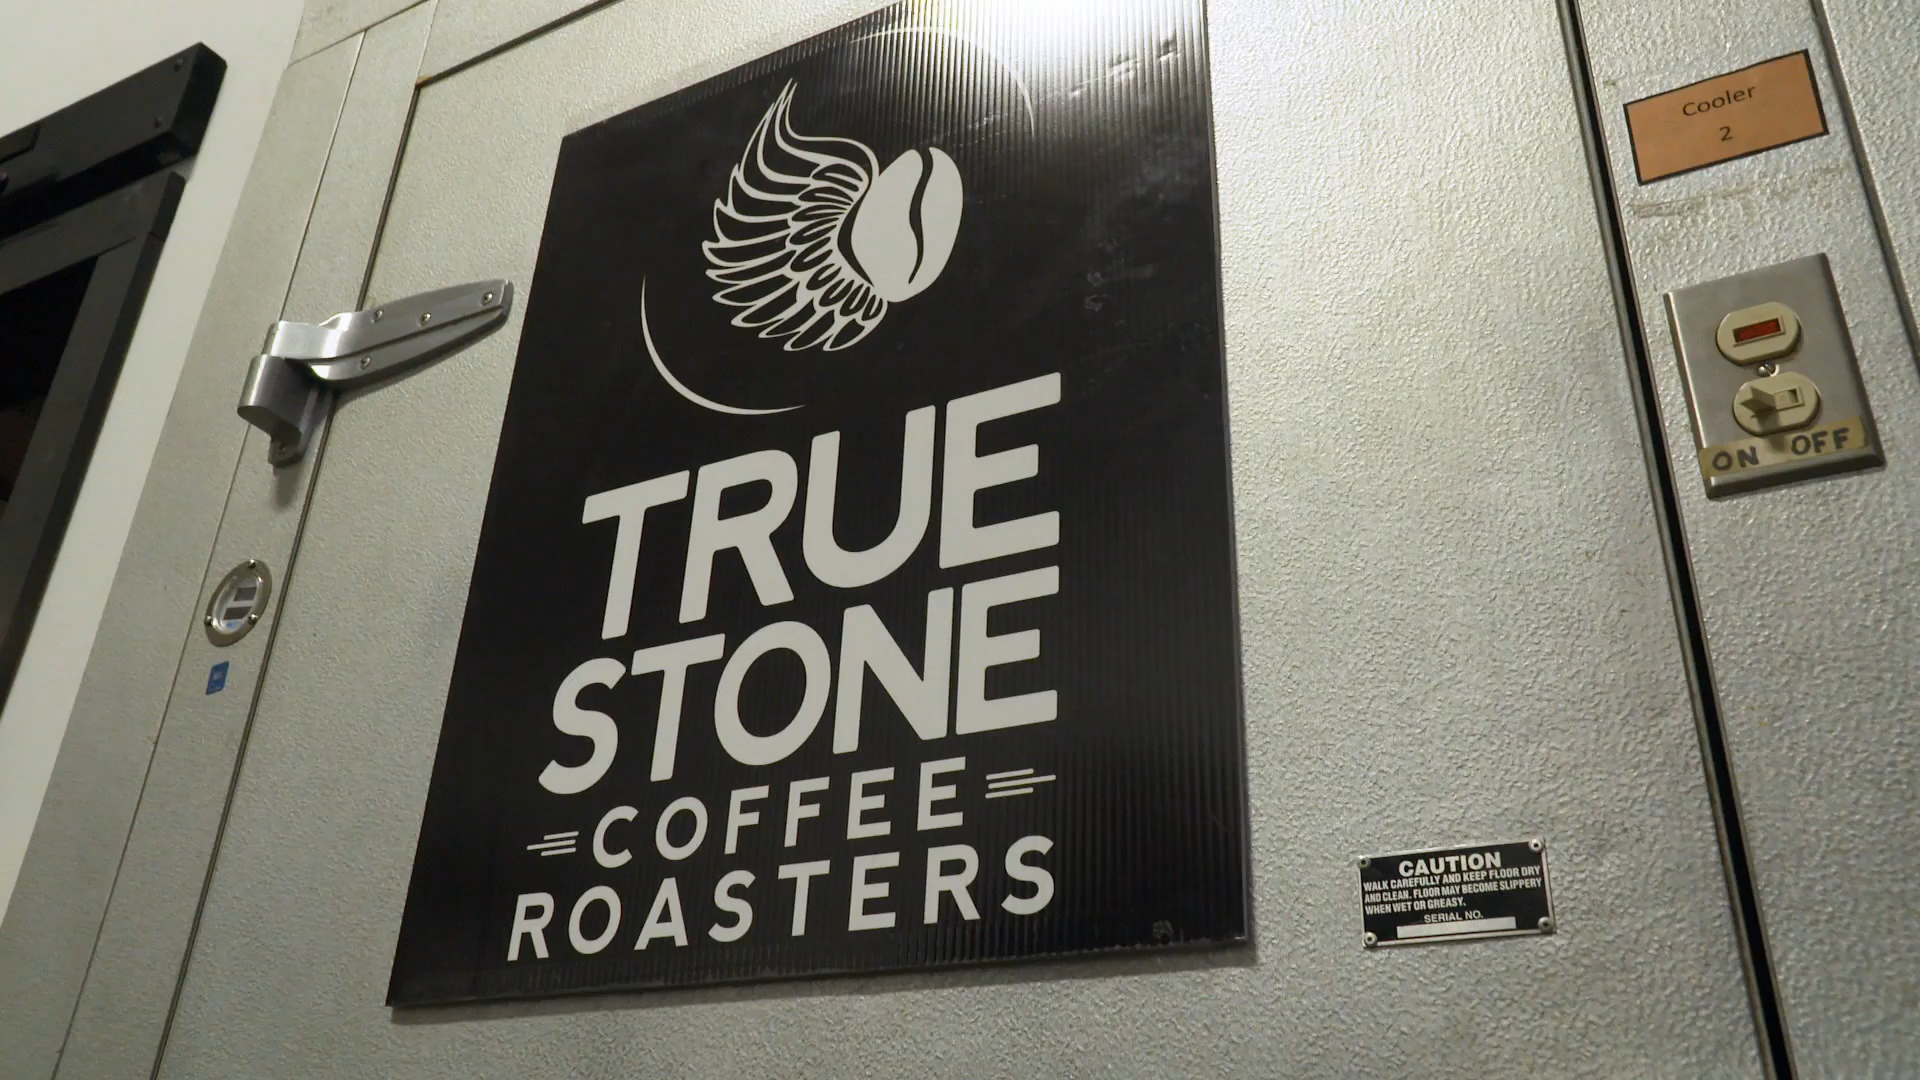 TRUE
STONE
COFFEE
ROASTERS
Cooler
2
ON OFF
CAUTION
WALK CAREFULLY AND KEEP FLOOR DRY
AND CLEAN. FLOOR MAY BECOME SLIPPERY
WHEN WET OR GREASY.
SERIAL NO.